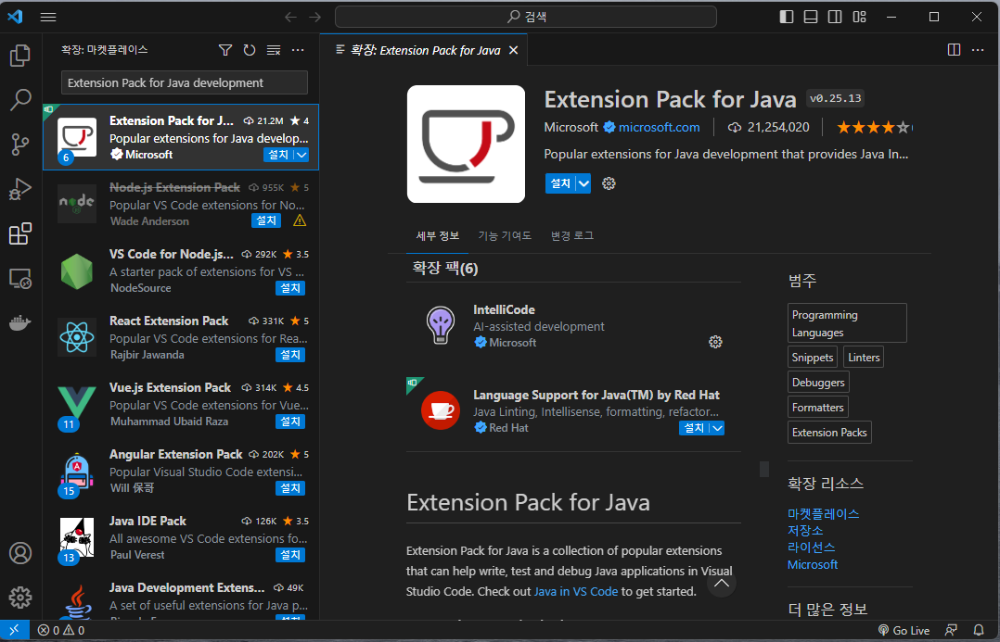 검색
확장: 마켓플레이스
Extension Pack for Java development
Extension Pack for J... 21.2M ★ 4
Popular extensions for Java develop...
Microsoft 설치
6
Node.js Extension Pack 955K ★ 5
Popular VS Code extensions for No...
Wade Anderson 설치
node
VS Code for Node.js... 292K ★ 3.5
A starter pack of extensions for VS ...
NodeSource 설치
React Extension Pack 331K ★ 5
Popular VS Code extensions for Rea...
Rajbir Jawanda 설치
Vue.js Extension Pack 314K ★ 4.5
Popular VS Code extensions for Vue...
Muhammad Ubaid Raza 설치
11
Angular Extension Pack 202K ★ 5
Popular Visual Studio Code extensi...
Will 保哥 설치
15
Java IDE Pack 126K ★ 3.5
All awesome VS Code extensions fo...
Paul Verest 설치
13
Java Development Extens... 49K
A set of useful extensions for Java p...
확장: Extension Pack for Java
Extension Pack for Java v0.25.13
Microsoft microsoft.com 21,254,020
Popular extensions for Java development that provides Java In...
설치
세부 정보 기능 기여도 변경 로그
확장 팩(6)
IntelliCode
AI-assisted development
Microsoft
Language Support for Java(TM) by Red Hat
Java Linting, Intellisense, formatting, refactor...
Red Hat 설치
Extension Pack for Java
Extension Pack for Java is a collection of popular extensions
that can help write, test and debug Java applications in Visual
Studio Code. Check out Java in VS Code to get started.
범주
Programming
Languages
Snippets Linters
Debuggers
Formatters
Extension Packs
확장 리소스
마켓플레이스
저장소
라이선스
Microsoft
더 많은 정보
0 0 Go Live